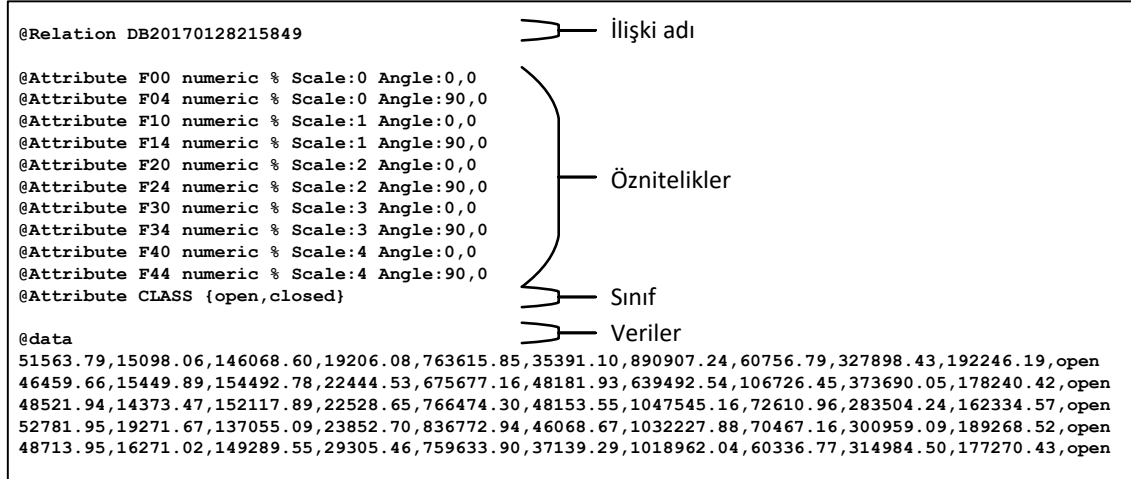 @Relation DB20170128215849
İlişki adı
@Attribute F00 numeric % Scale:0 Angle:0,0
@Attribute F04 numeric % Scale:0 Angle:90,0
@Attribute F10 numeric % Scale:1 Angle:0,0
@Attribute F14 numeric % Scale:1 Angle:90,0
@Attribute F20 numeric % Scale:2 Angle:0,0
@Attribute F24 numeric % Scale:2 Angle:90,0
@Attribute F30 numeric % Scale:3 Angle:0,0
@Attribute F34 numeric % Scale:3 Angle:90,0
@Attribute F40 numeric % Scale:4 Angle:0,0
@Attribute F44 numeric % Scale:4 Angle:90,0
Öznitelikler
@Attribute CLASS {open,closed}
Sınıf
@data
Veriler
51563.79,15098.06,146068.60,19206.08,763615.85,35391.10,890907.24,60756.79,327898.43,192246.19,open
46459.66,15449.89,154492.78,22444.53,675677.16,48181.93,639492.54,106726.45,373690.05,178240.42,open
48521.94,14373.47,152117.89,22528.65,766474.30,48153.55,1047545.16,72610.96,283504.24,162334.57,open
52781.95,19271.67,137055.09,23852.70,836772.94,46068.67,1032227.88,70467.16,300959.09,189268.52,open
48713.95,16271.02,149289.55,29305.46,759633.90,37139.29,1018962.04,60336.77,314984.50,177270.43,open